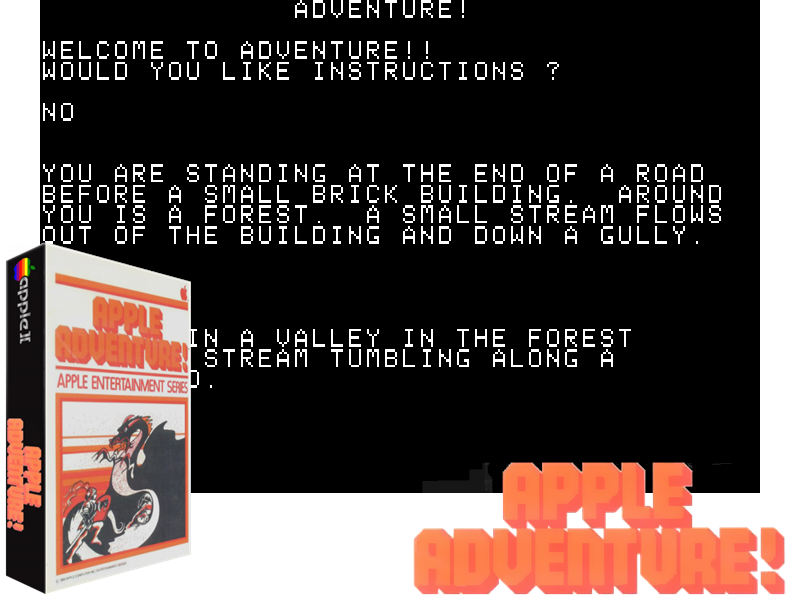 ADVENTURE!
WELCOME TO ADVENTURE!!
WOULD YOU LIKE INSTRUCTIONS ?
NO
YOU ARE STANDING AT THE END OF A ROAD
BEFORE A SMALL BRICK BUILDING. AROUND
YOU IS A FOREST. A SMALL STREAM FLOWS
OUT OF THE BUILDING AND DOWN A GULLY.
IN A VALLEY IN THE FOREST
STREAM TUMBLING ALONG A
D.
apple II
APPLE
ADVENTURE!
APPLE ENTERTAINMENT SERIES
APPLE
ADVENTURE!
APPLE
ADVENTURE!